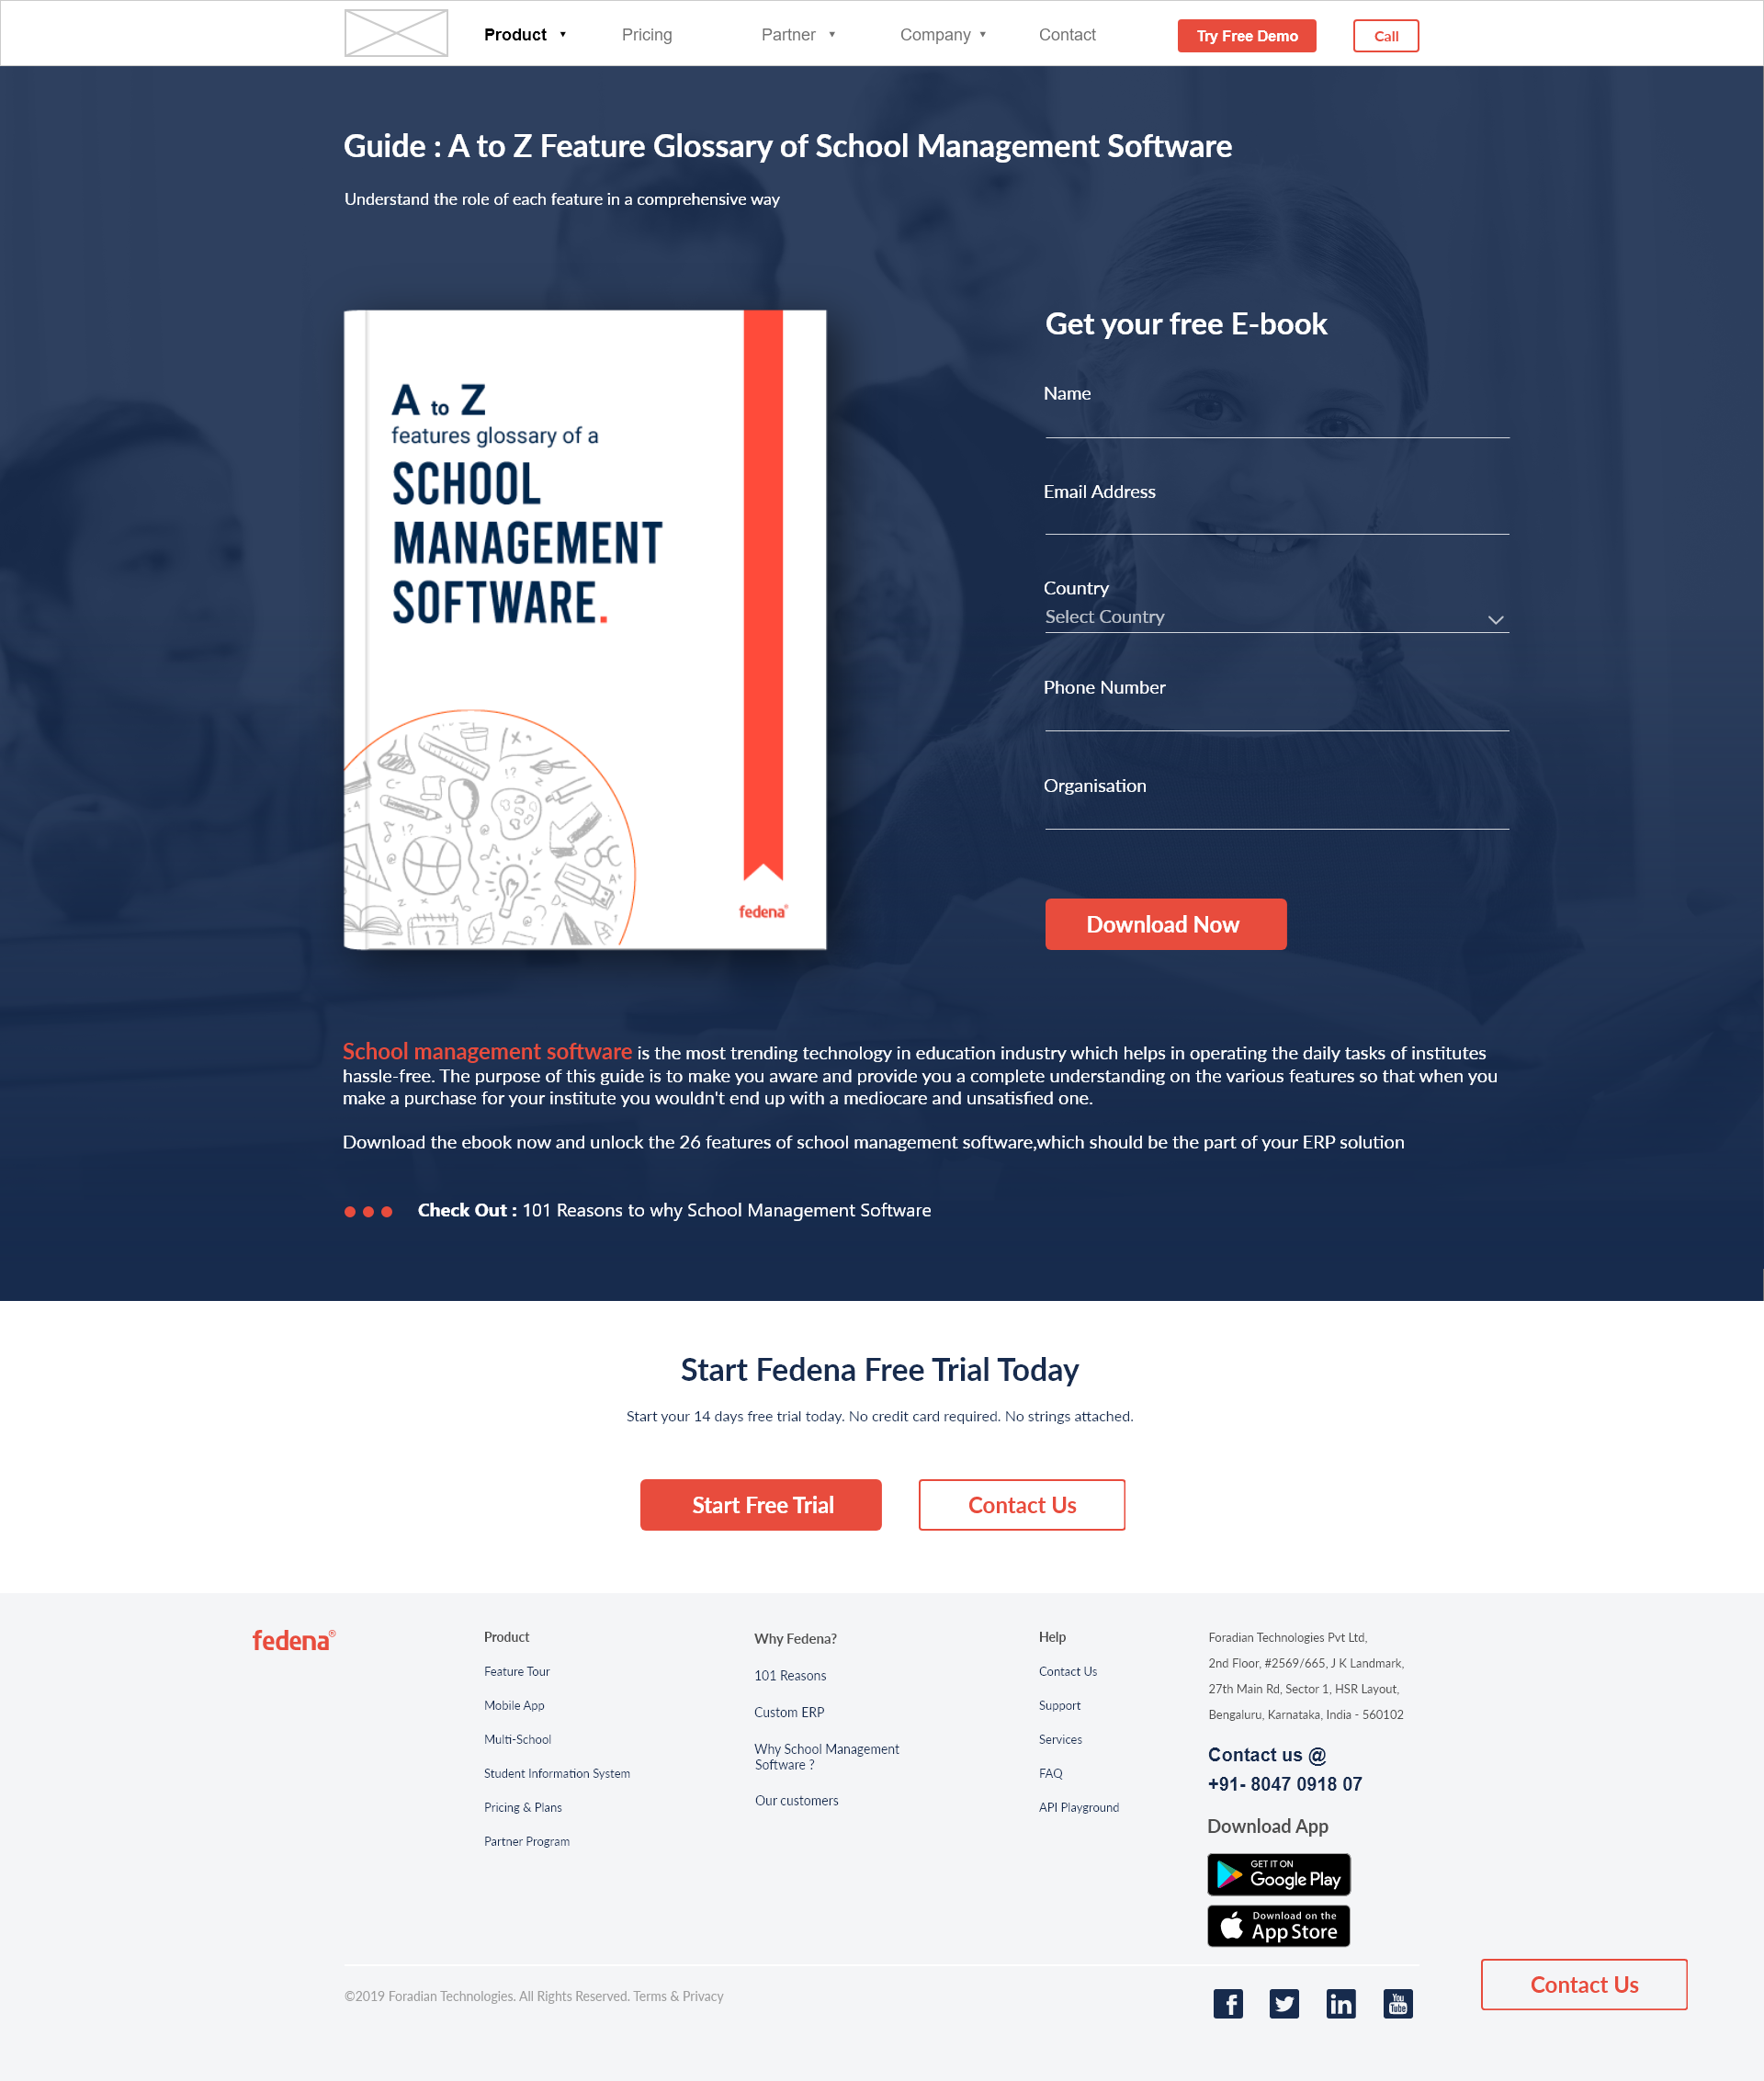 Product ▼ Pricing Partner ▼ Company ▼ Contact Try Free Demo Call
Guide : A to Z Feature Glossary of School Management Software
Understand the role of each feature in a comprehensive way
A to Z
features glossary of a
SCHOOL
MANAGEMENT
SOFTWARE.
fedena®
Get your free E-book
Name
Email Address
Country
Select Country
Phone Number
Organisation
Download Now
School management software is the most trending technology in education industry which helps in operating the daily tasks of institutes
hassle-free. The purpose of this guide is to make you aware and provide you a complete understanding on the various features so that when you
make a purchase for your institute you wouldn't end up with a mediocare and unsatisfied one.
Download the ebook now and unlock the 26 features of school management software,which should be the part of your ERP solution
Check Out : 101 Reasons to why School Management Software
Start Fedena Free Trial Today
Start your 14 days free trial today. No credit card required. No strings attached.
Start Free Trial
Contact Us
fedena®
Product
Feature Tour
Mobile App
Multi-School
Student Information System
Pricing & Plans
Partner Program
Why Fedena?
101 Reasons
Custom ERP
Why School Management
Software ?
Our customers
Help
Contact Us
Support
Services
FAQ
API Playground
Foradian Technologies Pvt Ltd,
2nd Floor, #2569/665, J K Landmark,
27th Main Rd, Sector 1, HSR Layout,
Bengaluru, Karnataka, India - 560102
Contact us @
+91- 8047 0918 07
Download App
GET IT ON
Google Play
Download on the
App Store
©2019 Foradian Technologies. All Rights Reserved. Terms & Privacy
You
Tube
Contact Us